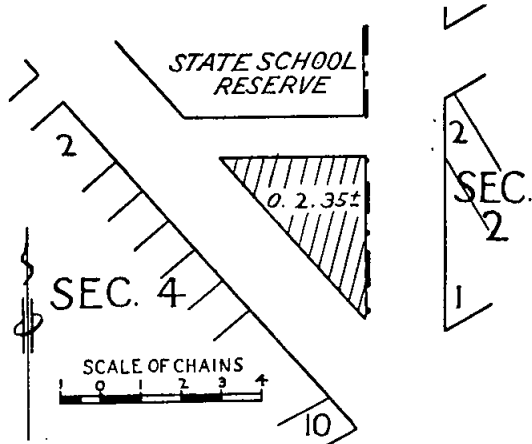 STATE SCHOOL
RESERVE
2
2
0. 2. 35±
SEC.
2
SEC. 4
1
SCALE OF CHAINS
1 0 1 2 3 4
10